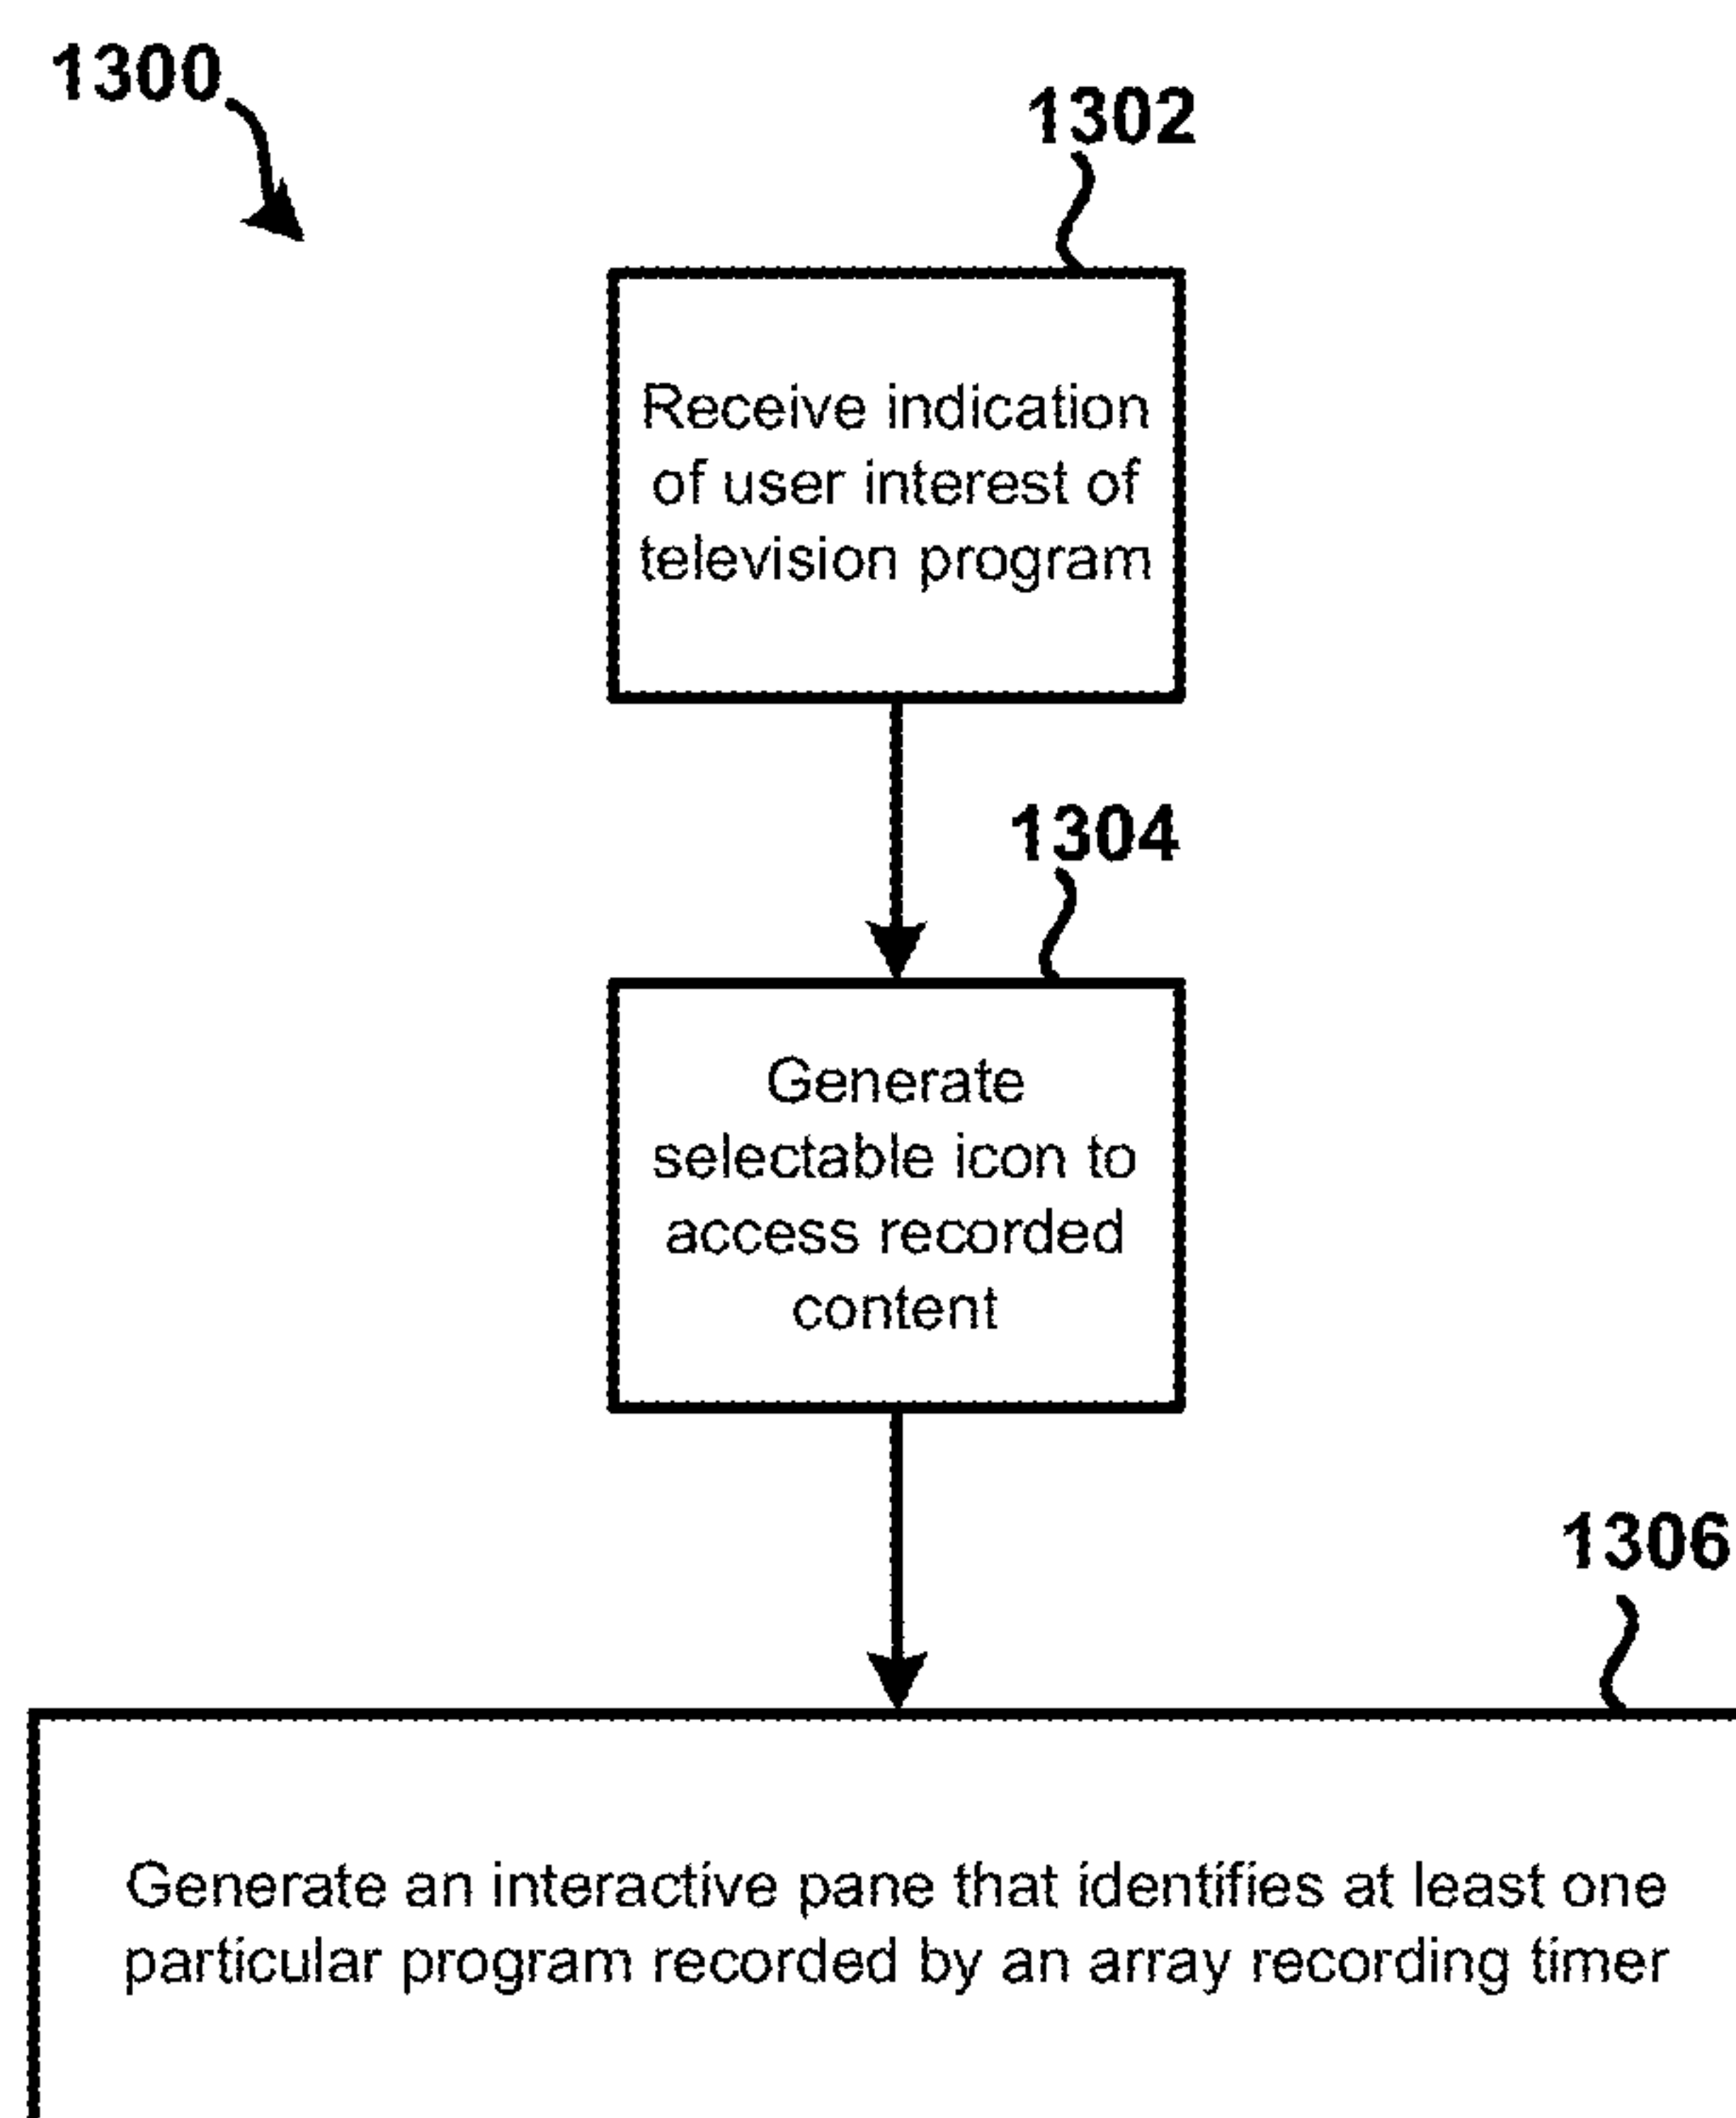 1300
1302
Receive indication
of user interest of
television program
1304
Generate
selectable icon to
access recorded
content
1306
Generate an interactive pane that identifies at least one
particular program recorded by an array recording timer